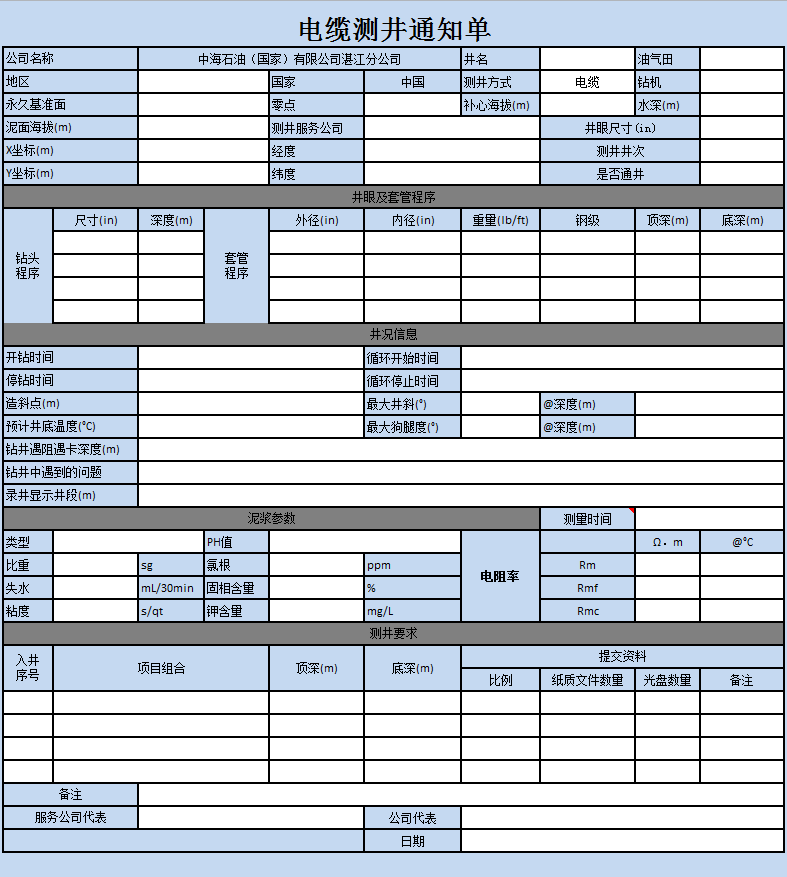 电缆测井通知单
公司名称 中海石油（国家）有限公司湛江分公司 井名 油气田
地区 国家 中国 测井方式 电缆 钻机
永久基准面 零点 补心海拔(m) 水深(m)
泥面海拔(m) 测井服务公司 井眼尺寸(in)
X坐标(m) 经度 测井井次
Y坐标(m) 纬度 是否通井
井眼及套管程序
钻头
程序
尺寸(in) 深度(m)
套管
程序
外径(in) 内径(in) 重量(lb/ft) 钢级 顶深(m) 底深(m)
井况信息
开钻时间 循环开始时间
停钻时间 循环停止时间
造斜点(m) 最大井斜(°) @深度(m)
预计井底温度(°C) 最大狗腿度(°) @深度(m)
钻井遇阻遇卡深度(m)
钻井中遇到的问题
录井显示井段(m)
泥浆参数 测量时间
类型 PH值 电阻率 Ω．m @°C
比重 sg 氯根 ppm Rm
失水 mL/30min 固相含量 % Rmf
粘度 s/qt 钾含量 mg/L Rmc
测井要求
入井
序号
项目组合 顶深(m) 底深(m) 提交资料
比例 纸质文件数量 光盘数量 备注
备注
服务公司代表 公司代表
日期